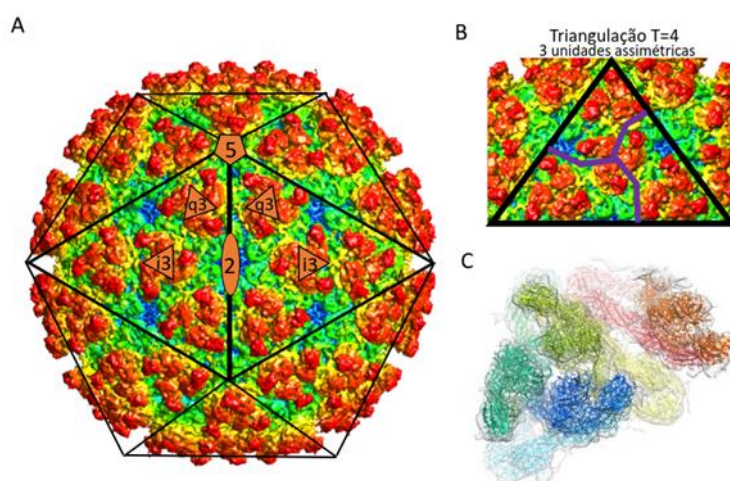 A
5
q3
q3
i3
2
i3
B
Triangulação T=4
3 unidades assimétricas
C